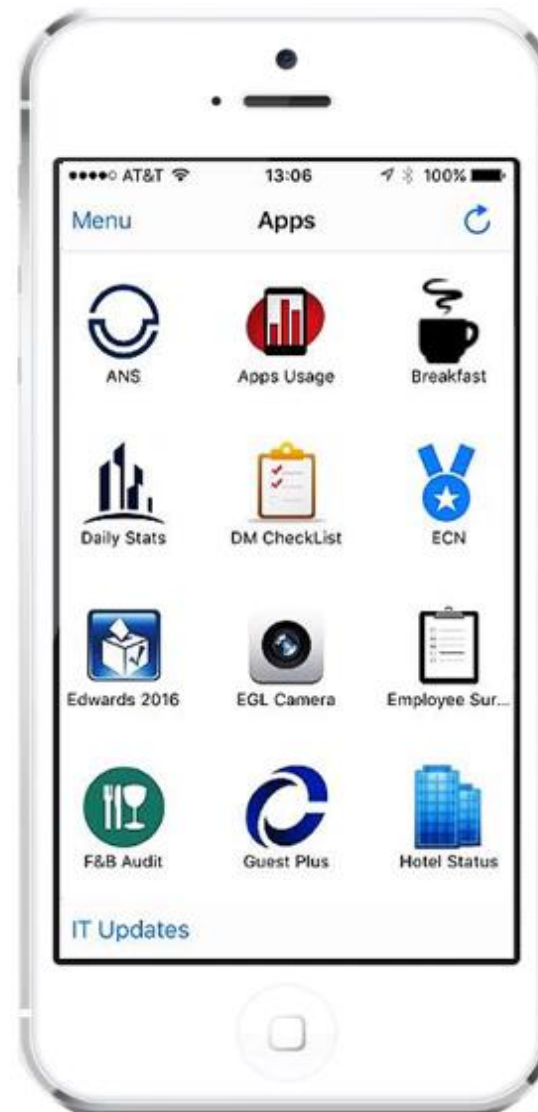 AT&T 13:06 100%
Menu Apps
ANS Apps Usage Breakfast
Daily Stats DM CheckList ECN
Edwards 2016 EGL Camera Employee Sur...
F&B Audit Guest Plus Hotel Status
IT Updates